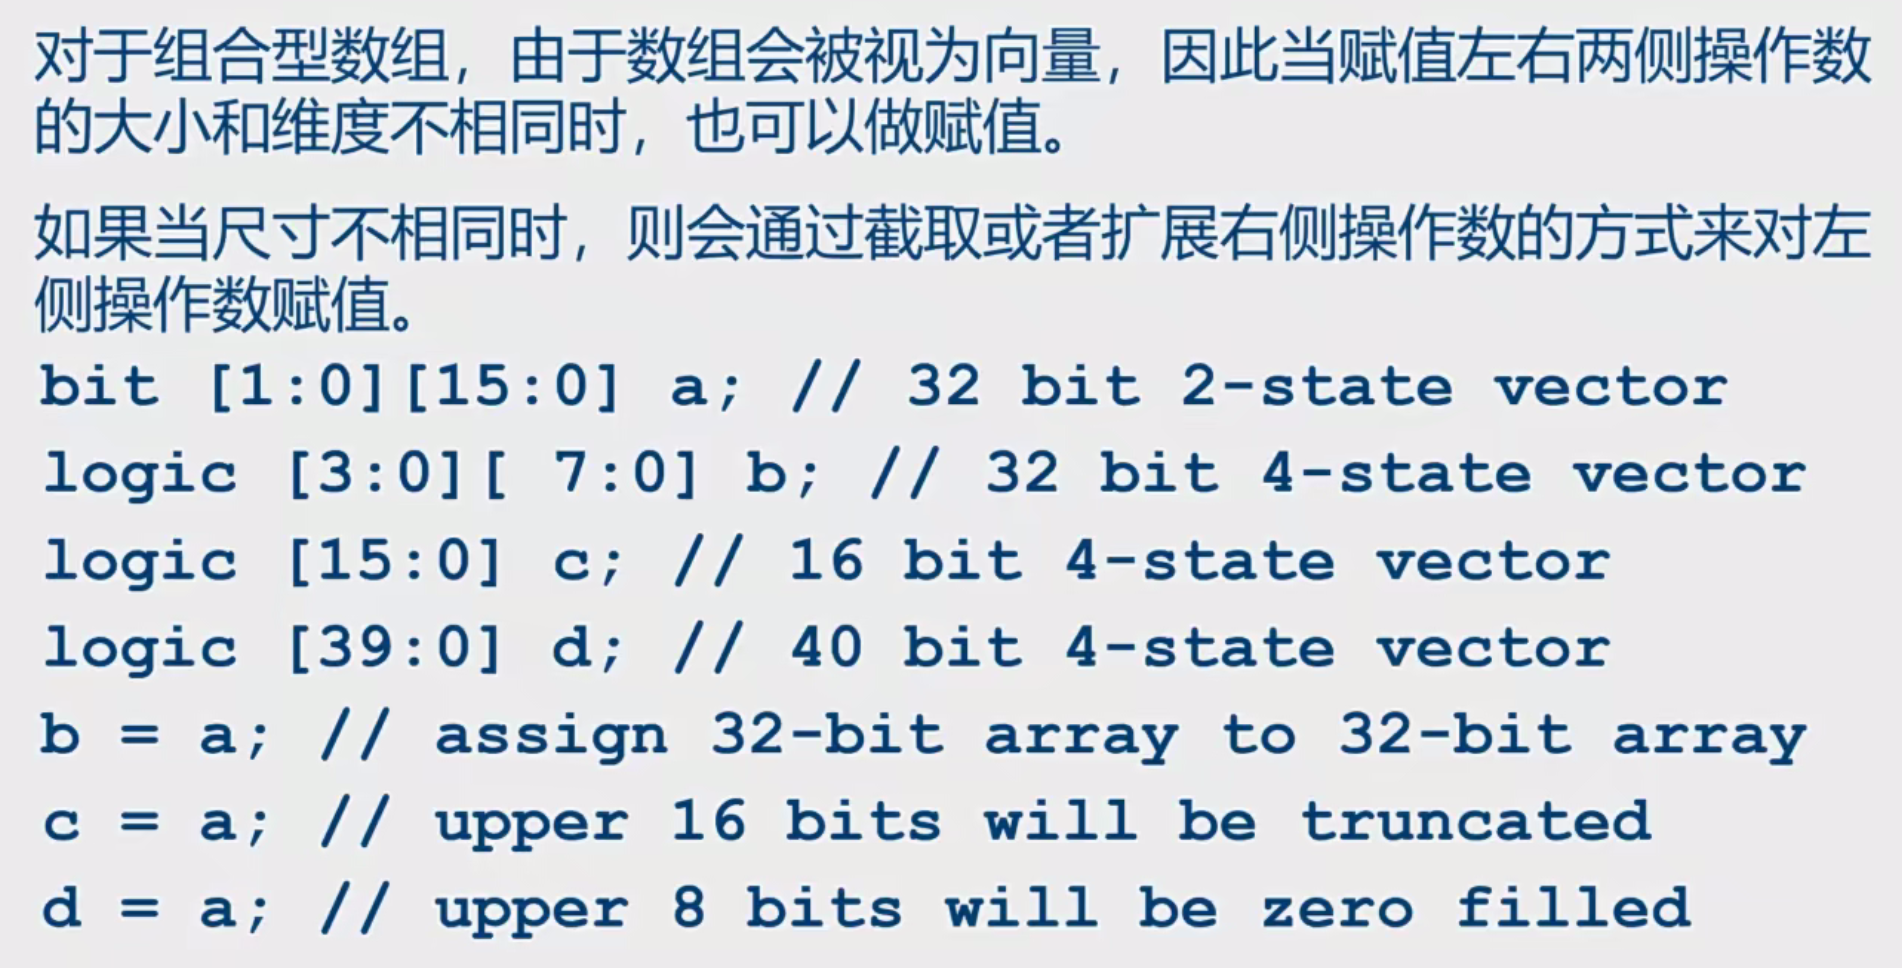 对于组合型数组，由于数组会被视为向量，因此当赋值左右两侧操作数
的大小和维度不相同时，也可以做赋值。
如果当尺寸不相同时，则会通过截取或者扩展右侧操作数的方式来对左
侧操作数赋值。
bit [1:0][15:0] a; // 32 bit 2-state vector
logic [3:0][ 7:0] b; // 32 bit 4-state vector
logic [15:0] c; // 16 bit 4-state vector
logic [39:0] d; // 40 bit 4-state vector
b = a; // assign 32-bit array to 32-bit array
c = a; // upper 16 bits will be truncated
d = a; // upper 8 bits will be zero filled